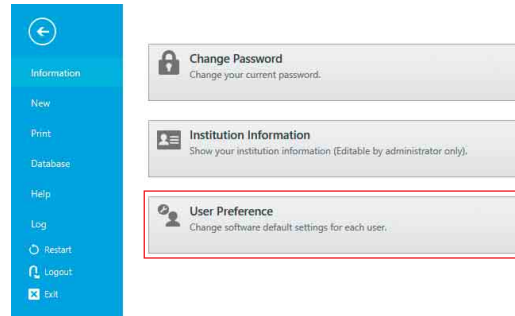 Information
New
Print
Database
Help
Log
Restart
Logout
Exit
Change Password
Change your current password.
Institution Information
Show your institution information (Editable by administrator only).
User Preference
Change software default settings for each user.